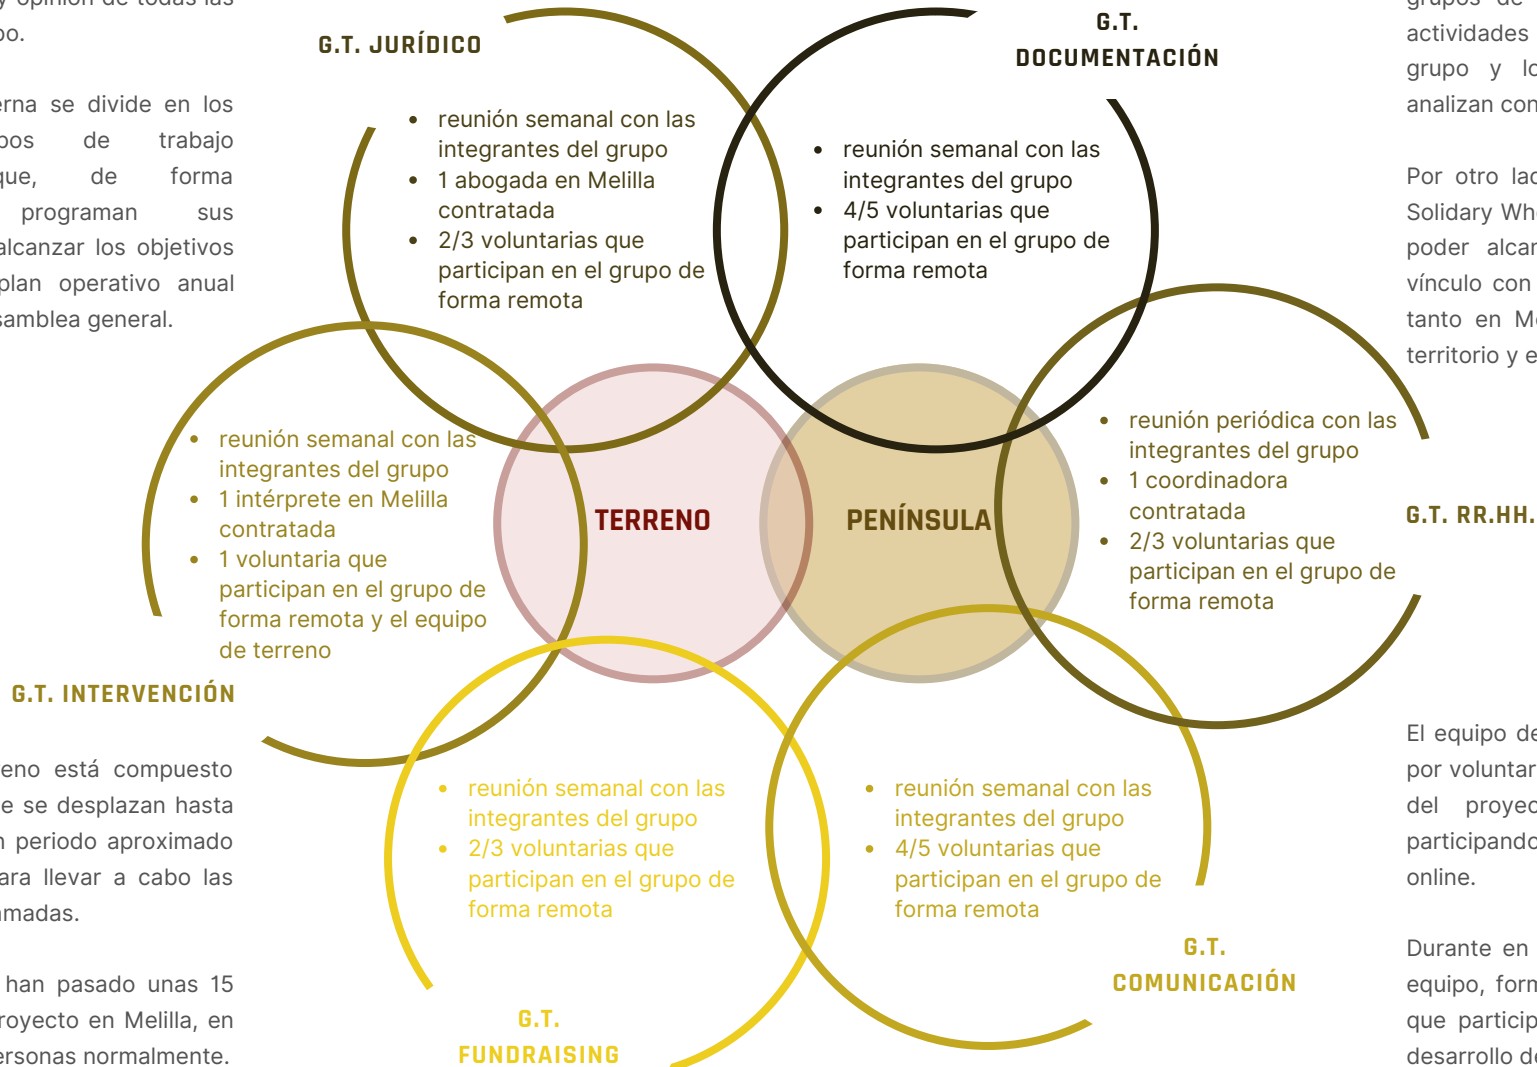 y opinión de todas las
po.
erna se divide en los
pos de trabajo
que, de forma
programan sus
alcanzar los objetivos
plan operativo anual
samblea general.
G.T. JURÍDICO
• reunión semanal con las
integrantes del grupo
• 1 abogada en Melilla
contratada
• 2/3 voluntarias que
participan en el grupo de
forma remota
G.T.
DOCUMENTACIÓN
• reunión semanal con las
integrantes del grupo
• 4/5 voluntarias que
participan en el grupo de
forma remota
grupos de
actividades
grupo y lo
analizan con
Por otro lad
Solidary Whe
poder alcan
vínculo con
tanto en Me
territorio y e
• reunión semanal con las
integrantes del grupo
• 1 intérprete en Melilla
contratada
• 1 voluntaria que
participan en el grupo de
forma remota y el equipo
de terreno
G.T. INTERVENCIÓN
TERRENO
PENÍNSULA
• reunión periódica con las
integrantes del grupo
• 1 coordinadora
contratada
• 2/3 voluntarias que
participan en el grupo de
forma remota
G.T. RR.HH.
reno está compuesto
e se desplazan hasta
n periodo aproximado
ara llevar a cabo las
amadas.
han pasado unas 15
royecto en Melilla, en
ersonas normalmente.
• reunión semanal con las
integrantes del grupo
• 2/3 voluntarias que
participan en el grupo de
forma remota
G.T.
FUNDRAISING
• reunión semanal con las
integrantes del grupo
• 4/5 voluntarias que
participan en el grupo de
forma remota
G.T.
COMUNICACIÓN
El equipo de
por voluntar
del proyec
participando
online.
Durante en
equipo, form
que particip
desarrollo de